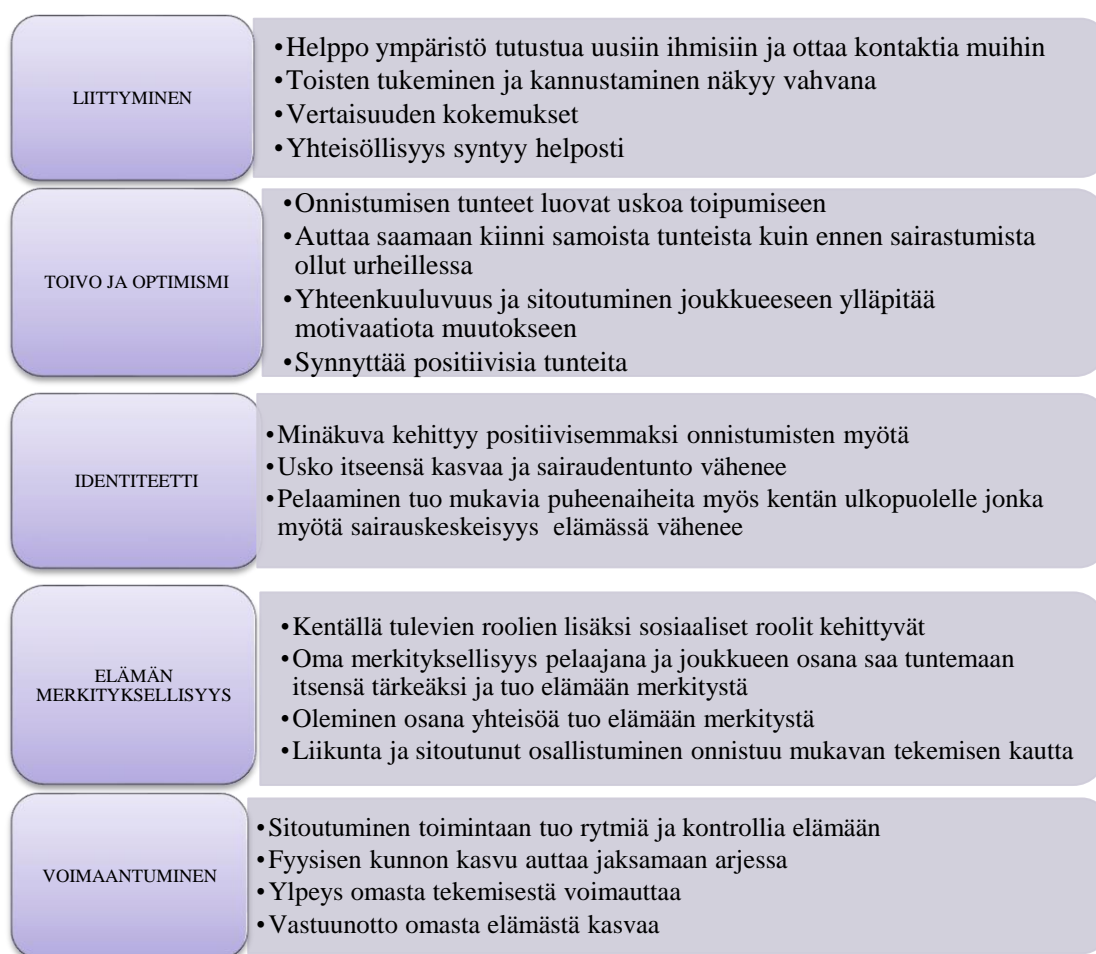 LIITTYMINEN
•Helppo ympäristö tutustua uusiin ihmisiin ja ottaa kontaktia muihin
•Toisten tukeminen ja kannustaminen näkyy vahvana
•Vertaisuuden kokemukset
•Yhteisöllisyys syntyy helposti
TOIVO JA OPTIMISMI
•Onnistumisen tunteet luovat uskoa toipumiseen
•Auttaa saamaan kiinni samoista tunteista kuin ennen sairastumista
ollut urheillessa
•Yhteenkuuluvuus ja sitoutuminen joukkueeseen ylläpitää
motivaatiota muutokseen
•Synnyttää positiivisia tunteita
IDENTITEETTI
•Minäkuva kehittyy positiivisemmaksi onnistumisten myötä
•Usko itseensä kasvaa ja sairaudentunto vähenee
•Pelaaminen tuo mukavia puheenaiheita myös kentän ulkopuolelle jonka
myötä sairauskeskeisyys elämässä vähenee
ELÄMÄN
MERKITYKSELLISYYS
•Kentällä tulevien roolien lisäksi sosiaaliset roolit kehittyvät
•Oma merkityksellisyys pelaajana ja joukkueen osana saa tuntemaan
itsensä tärkeäksi ja tuo elämään merkitystä
•Oleminen osana yhteisöä tuo elämään merkitystä
•Liikunta ja sitoutunut osallistuminen onnistuu mukavan tekemisen kautta
VOIMAANTUMINEN
•Sitoutuminen toimintaan tuo rytmiä ja kontrollia elämään
•Fyysisen kunnon kasvu auttaa jaksamaan arjessa
•Ylpeys omasta tekemisestä voimauttaa
•Vastuunotto omasta elämästä kasvaa